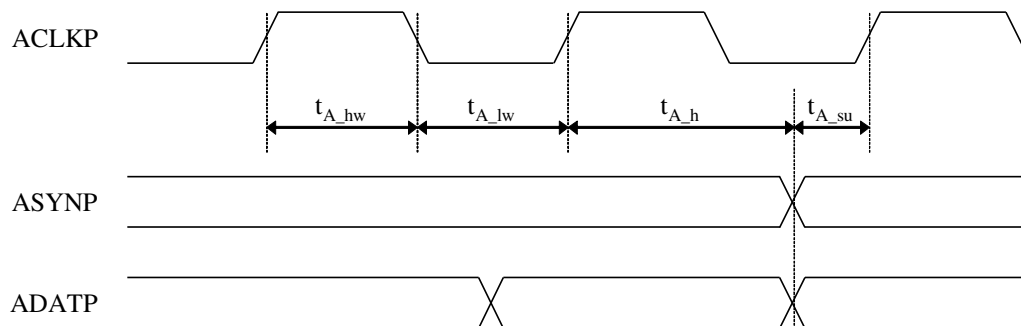 ACLKP
t_A_hw t_A_lw t_A_h t_A_su
ASYNP
ADATP